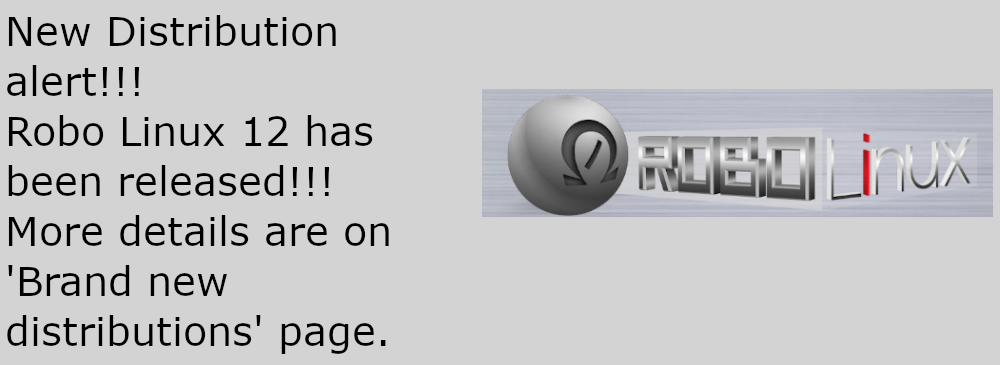 New Distribution
alert!!!
Robo Linux 12 has
been released!!!
More details are on
'Brand new
distributions' page.
Ω ROBO Linux